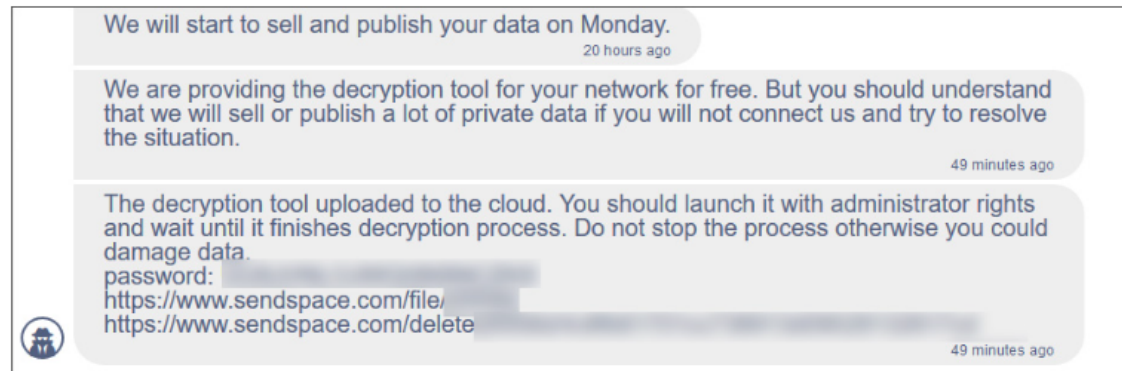 We will start to sell and publish your data on Monday.
20 hours ago
We are providing the decryption tool for your network for free. But you should understand
that we will sell or publish a lot of private data if you will not connect us and try to resolve
the situation.
49 minutes ago
The decryption tool uploaded to the cloud. You should launch it with administrator rights
and wait until it finishes decryption process. Do not stop the process otherwise you could
damage data.
password:
https://www.sendspace.com/file/
https://www.sendspace.com/delete
49 minutes ago